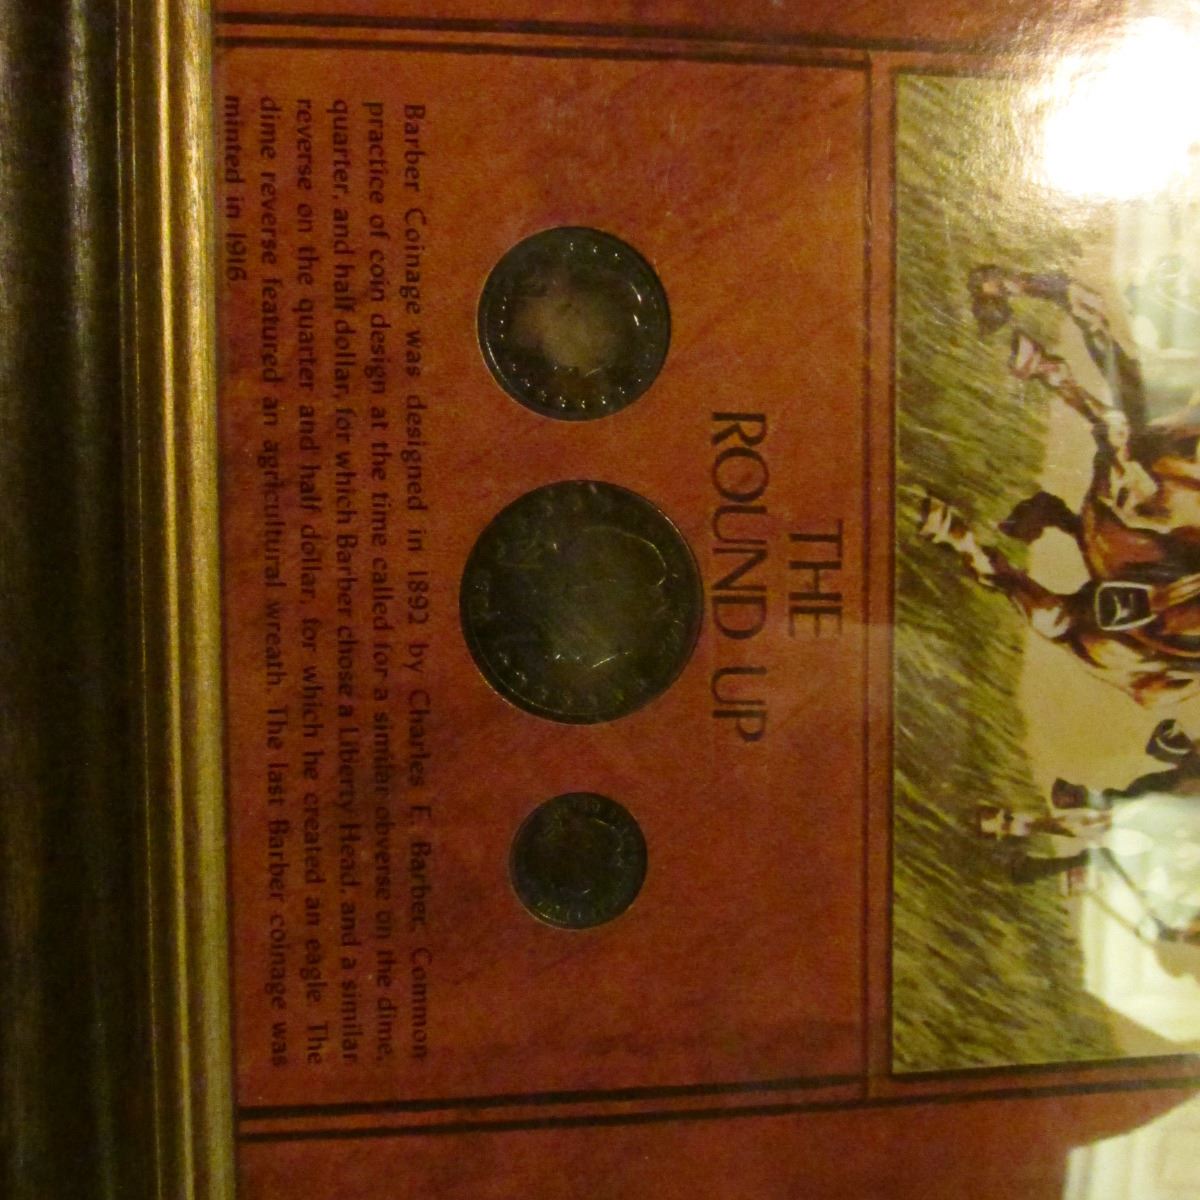 THE
ROUND UP
Barber Coinage was designed in 1892 by Charles E. Barber. Common
practice of coin design at the time called for a similar obverse on the dime,
quarter, and half dollar, for which Barber chose a Liberty Head, and a similar
reverse on the quarter and half dollar, for which he created an eagle. The
dime reverse featured an agricultural wreath. The last Barber coinage was
minted in 1916.